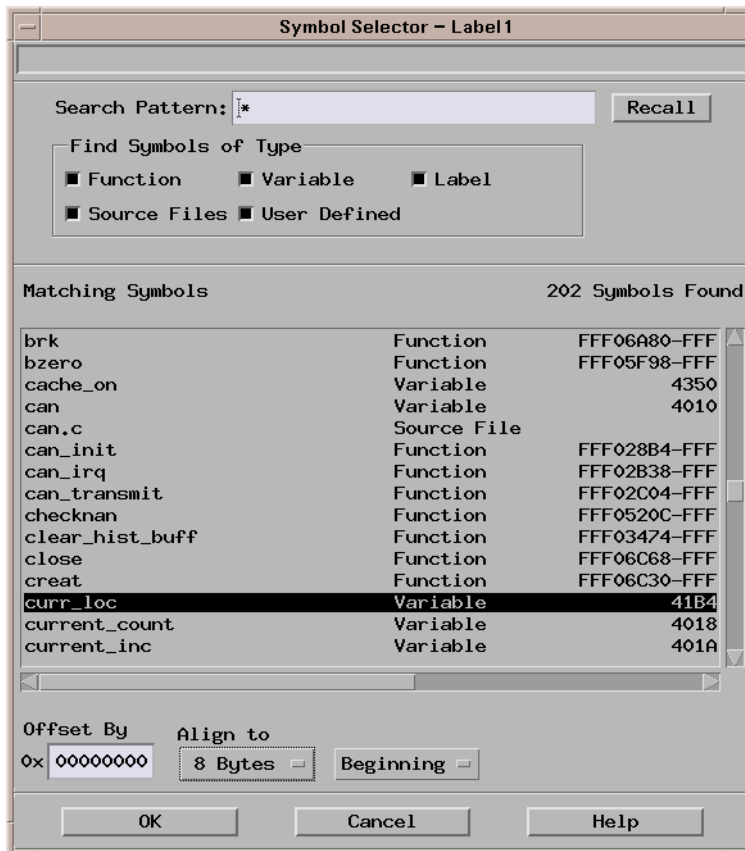 Symbol Selector – Label1
Search Pattern: *
Recall
Find Symbols of Type
Function Variable Label
Source Files User Defined
Matching Symbols 202 Symbols Found
brk Function FFF06A80-FFF
bzero Function FFF05F98-FFF
cache_on Variable 4350
can Variable 4010
can.c Source File
can_init Function FFF028B4-FFF
can_irq Function FFF02B38-FFF
can_transmit Function FFF02C04-FFF
checknan Function FFF0520C-FFF
clear_hist_buff Function FFF03474-FFF
close Function FFF06C68-FFF
creat Function FFF06C30-FFF
curr_loc Variable 41B4
current_count Variable 4018
current_inc Variable 401A
Offset By Align to
0x 00000000 8 Bytes Beginning
OK Cancel Help